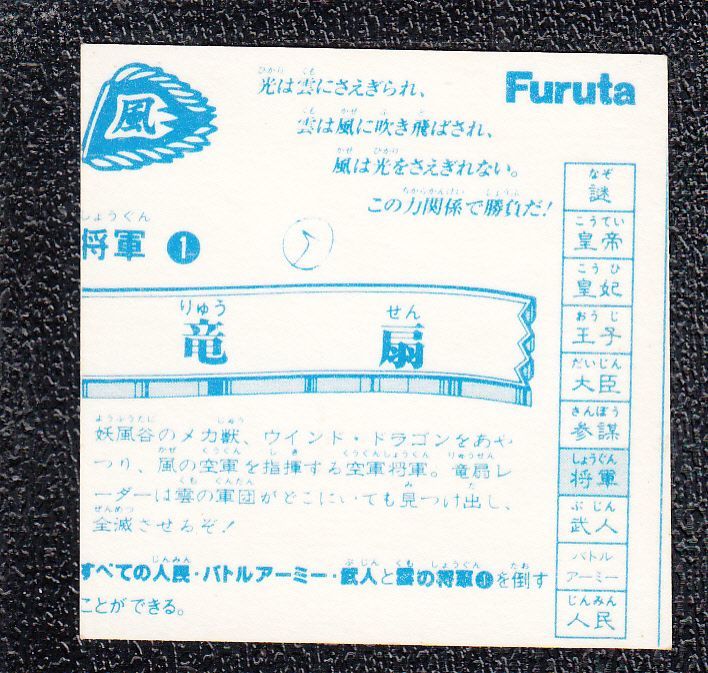 風
光は雲にさえぎられ、
雲は風に吹き飛ばされ、
風は光をさえぎれない。
この力関係で勝負だ!
Furuta
将軍 1
竜扇
妖風谷のメカ獣、ウインド・ドラゴンをあや
つり、風の空軍を指揮する空軍将軍。竜扇レ
ーダーは雲の軍団がどこにいても見つけ出し、
全滅させるぞ!
すべての人民・バトルアーミー・武人と雲の将軍1を倒す
ことができる。
謎
皇帝
皇妃
王子
大臣
参謀
将軍
武人
バトル
アーミー
人民